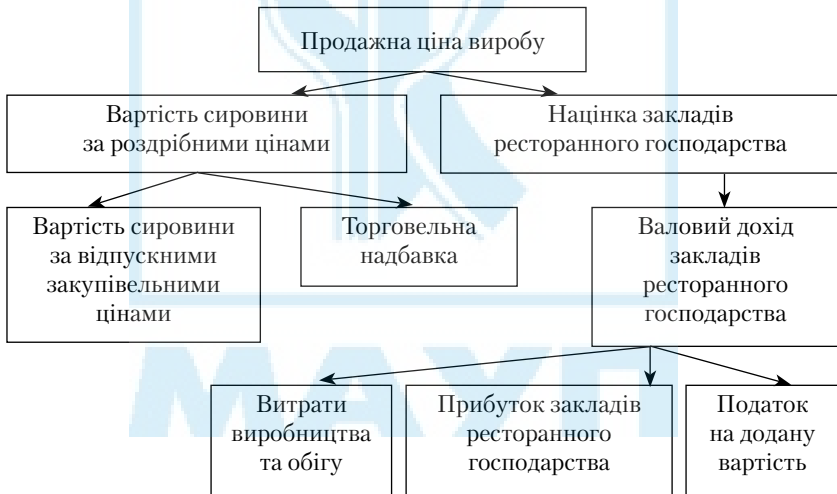 Продажна ціна виробу
Вартість сировини
за роздрібними цінами
Націнка закладів
ресторанного господарства
Вартість сировини
за відпускними
закупівельними
цінами
Торговельна
надбавка
Валовий дохід
закладів
ресторанного
господарства
Витрати
виробництва
та обігу
Прибуток закладів
ресторанного
господарства
Податок
на додану
вартість
МАУП